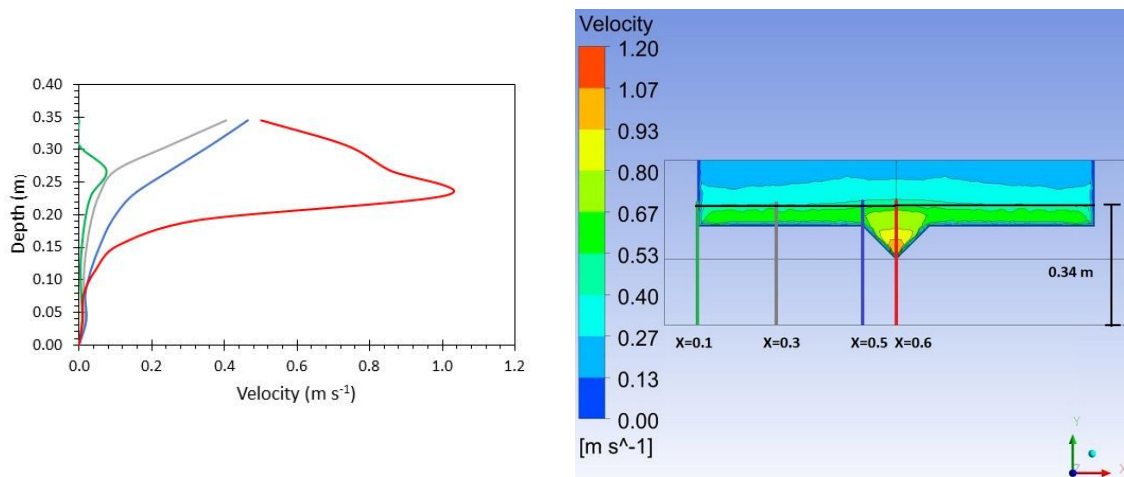 0.40
0.35
0.30
0.25
0.20
0.15
0.10
0.05
0.00
Depth (m)
0.0 0.2 0.4 0.6 0.8 1.0 1.2
Velocity (m s⁻¹)
Velocity
1.20
1.07
0.93
0.80
0.67
0.53
0.40
0.27
0.13
0.00
[m s^-1]
0.34 m
X=0.1 X=0.3 X=0.5 X=0.6
Y
Z X